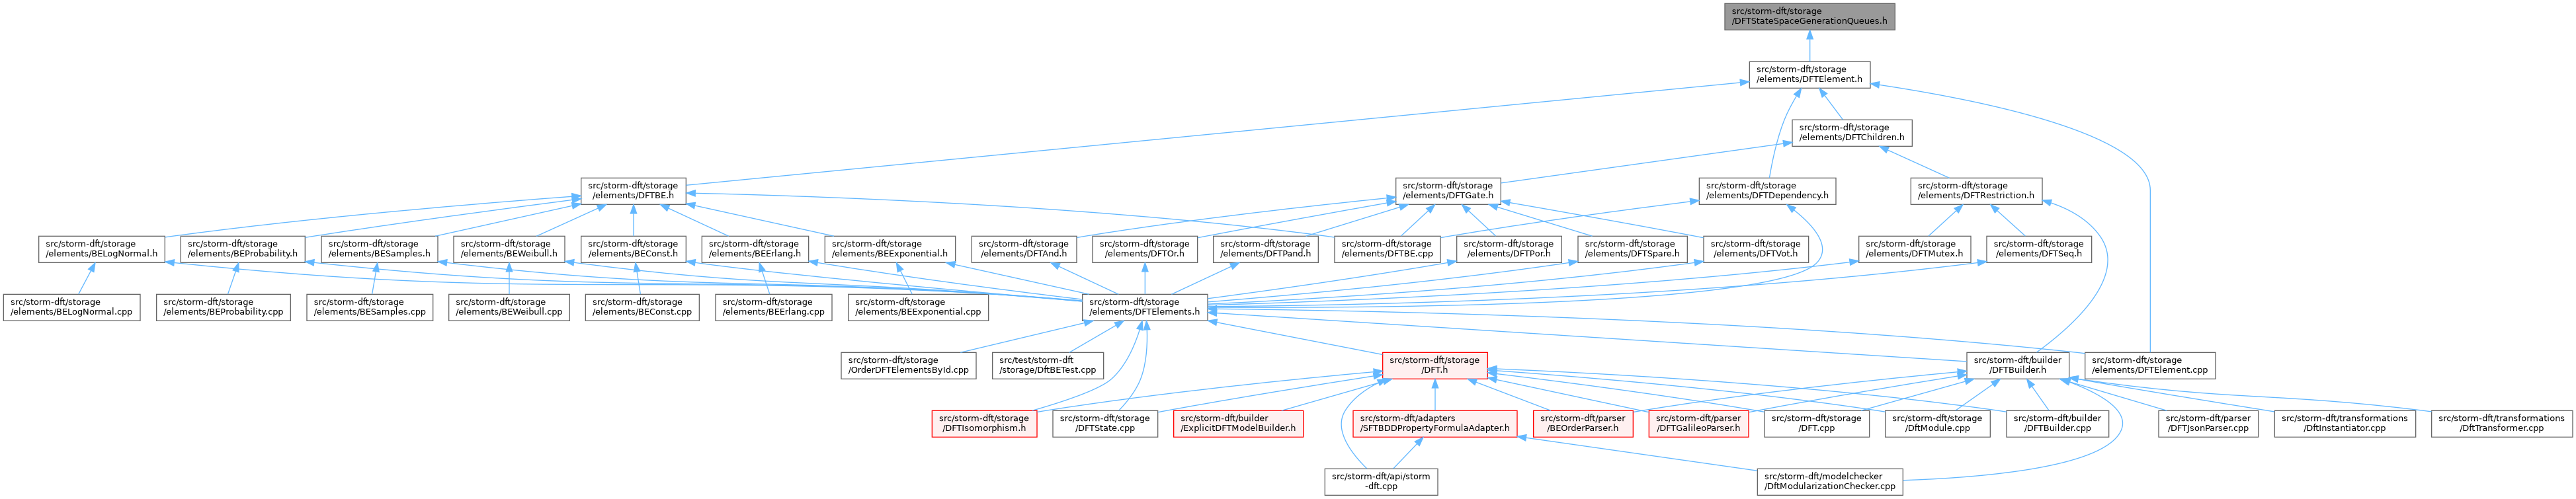 src/storm-dft/storage
/DFTStateSpaceGenerationQueues.h
src/storm-dft/storage
/elements/DFTElement.h
src/storm-dft/storage
/elements/DFTChildren.h
src/storm-dft/storage
/elements/DFTBE.h
src/storm-dft/storage
/elements/DFTGate.h
src/storm-dft/storage
/elements/DFTDependency.h
src/storm-dft/storage
/elements/DFTRestriction.h
src/storm-dft/storage
/elements/BELogNormal.h
src/storm-dft/storage
/elements/BEProbability.h
src/storm-dft/storage
/elements/BESamples.h
src/storm-dft/storage
/elements/BEWeibull.h
src/storm-dft/storage
/elements/BEConst.h
src/storm-dft/storage
/elements/BEErlang.h
src/storm-dft/storage
/elements/BEExponential.h
src/storm-dft/storage
/elements/DFTAnd.h
src/storm-dft/storage
/elements/DFTOr.h
src/storm-dft/storage
/elements/DFTPand.h
src/storm-dft/storage
/elements/DFTBE.cpp
src/storm-dft/storage
/elements/DFTPor.h
src/storm-dft/storage
/elements/DFTSpare.h
src/storm-dft/storage
/elements/DFTVot.h
src/storm-dft/storage
/elements/DFTMutex.h
src/storm-dft/storage
/elements/DFTSeq.h
src/storm-dft/storage
/elements/BELogNormal.cpp
src/storm-dft/storage
/elements/BEProbability.cpp
src/storm-dft/storage
/elements/BESamples.cpp
src/storm-dft/storage
/elements/BEWeibull.cpp
src/storm-dft/storage
/elements/BEConst.cpp
src/storm-dft/storage
/elements/BEErlang.cpp
src/storm-dft/storage
/elements/BEExponential.cpp
src/storm-dft/storage
/elements/DFTElements.h
src/storm-dft/storage
/OrderDFTElementsById.cpp
src/test/storm-dft
/storage/DftBETest.cpp
src/storm-dft/storage
/DFT.h
src/storm-dft/builder
/DFTBuilder.h
src/storm-dft/storage
/elements/DFTElement.cpp
src/storm-dft/storage
/DFTIsomorphism.h
src/storm-dft/storage
/DFTState.cpp
src/storm-dft/builder
/ExplicitDFTModelBuilder.h
src/storm-dft/adapters
/SFTBDDPropertyFormulaAdapter.h
src/storm-dft/parser
/BEOrderParser.h
src/storm-dft/parser
/DFTGalileoParser.h
src/storm-dft/storage
/DFT.cpp
src/storm-dft/storage
/DftModule.cpp
src/storm-dft/builder
/DFTBuilder.cpp
src/storm-dft/parser
/DFTJsonParser.cpp
src/storm-dft/transformations
/DftInstantiator.cpp
src/storm-dft/transformations
/DftTransformer.cpp
src/storm-dft/api/storm
-dft.cpp
src/storm-dft/modelchecker
/DftModularizationChecker.cpp